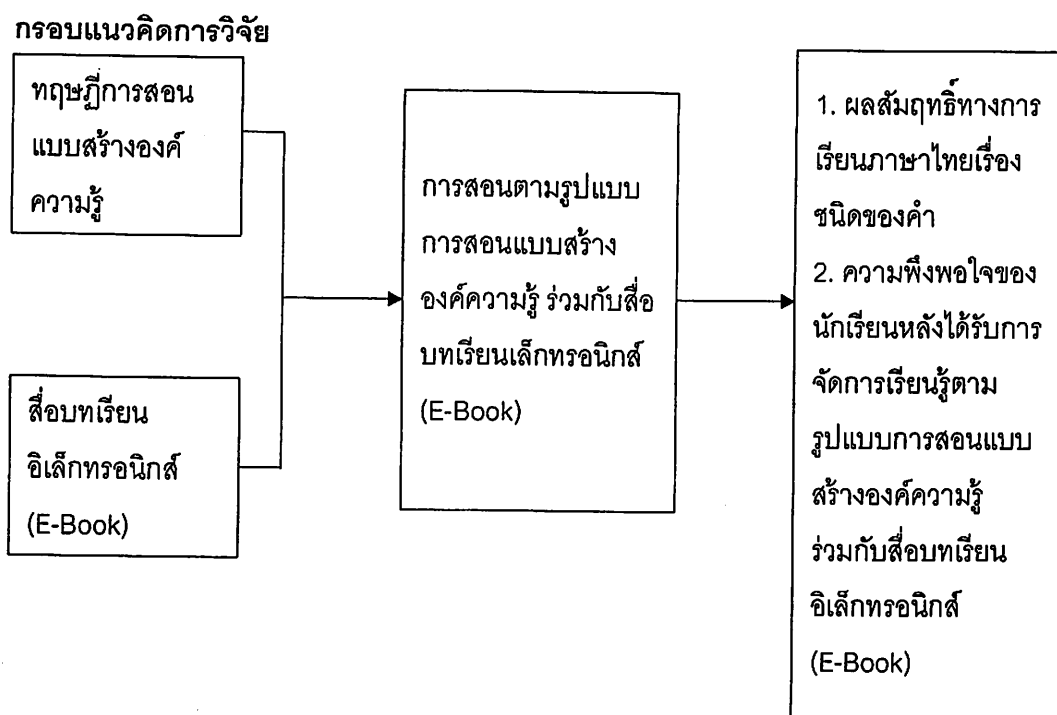 กรอบแนวคิดการวิจัย
ทฤษฎีการสอน
แบบสร้างองค์
ความรู้
สื่อบทเรียน
อิเล็กทรอนิกส์
(E-Book)
การสอนตามรูปแบบ
การสอนแบบสร้าง
องค์ความรู้ ร่วมกับสื่อ
บทเรียนเล็กทรอนิกส์
(E-Book)
1. ผลสัมฤทธิ์ทางการ
เรียนภาษาไทยเรื่อง
ชนิดของคำ
2. ความพึงพอใจของ
นักเรียนหลังได้รับการ
จัดการเรียนรู้ตาม
รูปแบบการสอนแบบ
สร้างองค์ความรู้
ร่วมกับสื่อบทเรียน
อิเล็กทรอนิกส์
(E-Book)